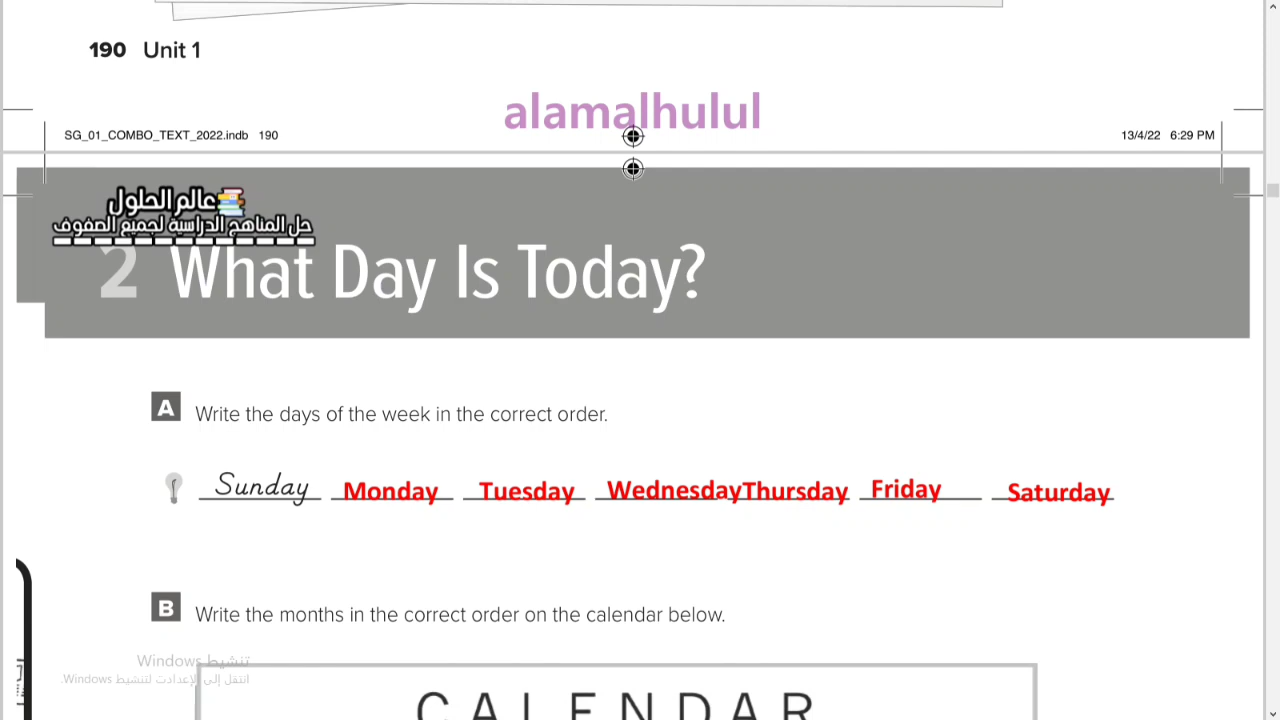 190 Unit 1
alamalhulul
SG_01_COMBO_TEXT_2022.indb 190
13/4/22 6:29 PM
عالم الحلول
حل المناهج الدراسية لجميع الصفوف
2 What Day Is Today?
A Write the days of the week in the correct order.
Sunday Monday Tuesday Wednesday Thursday Friday Saturday
B Write the months in the correct order on the calendar below.
تنشيط Windows
انتقل إلى الإعدادت لتنشيط Windows.
CALENDAR